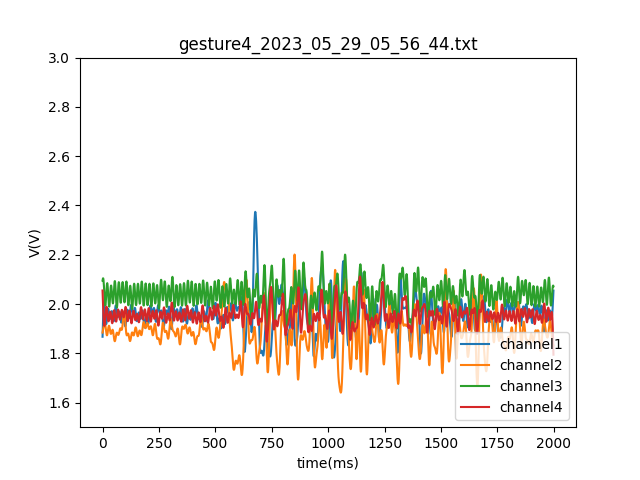 gesture4_2023_05_29_05_56_44.txt
3.0
2.8
2.6
2.4
2.2
2.0
1.8
1.6
V(V)
channel1
channel2
channel3
channel4
0 250 500 750 1000 1250 1500 1750 2000
time(ms)